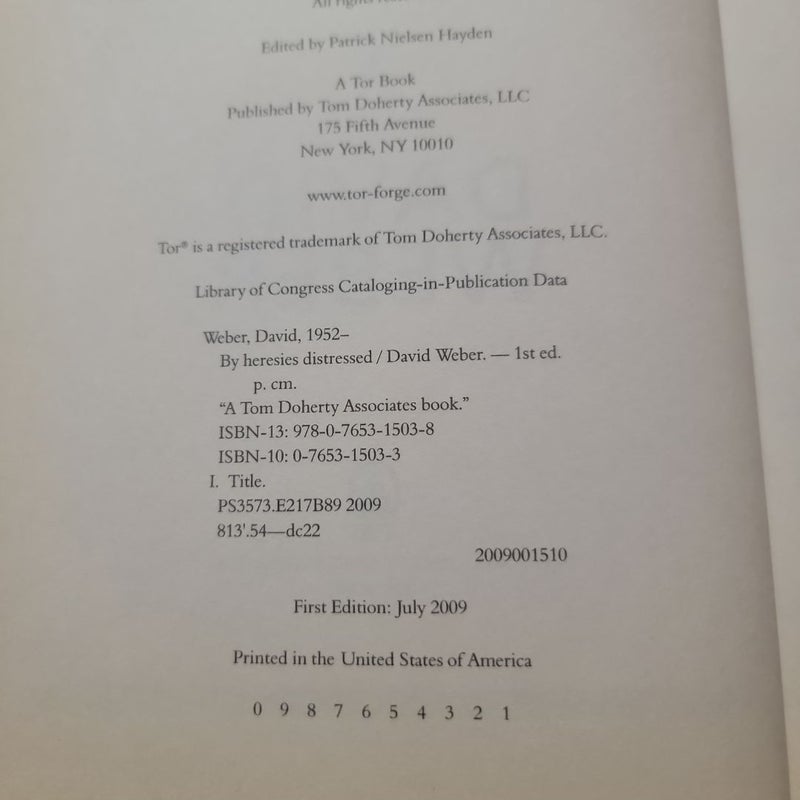 All rights
Edited by Patrick Nielsen Hayden
A Tor Book
Published by Tom Doherty Associates, LLC
175 Fifth Avenue
New York, NY 10010
www.tor-forge.com
Tor® is a registered trademark of Tom Doherty Associates, LLC.
Library of Congress Cataloging-in-Publication Data
Weber, David, 1952–
By heresies distressed / David Weber. — 1st ed.
p. cm.
“A Tom Doherty Associates book.”
ISBN-13: 978-0-7653-1503-8
ISBN-10: 0-7653-1503-3
I. Title.
PS3573.E217B89 2009
813'.54—dc22
2009001510
First Edition: July 2009
Printed in the United States of America
0 9 8 7 6 5 4 3 2 1